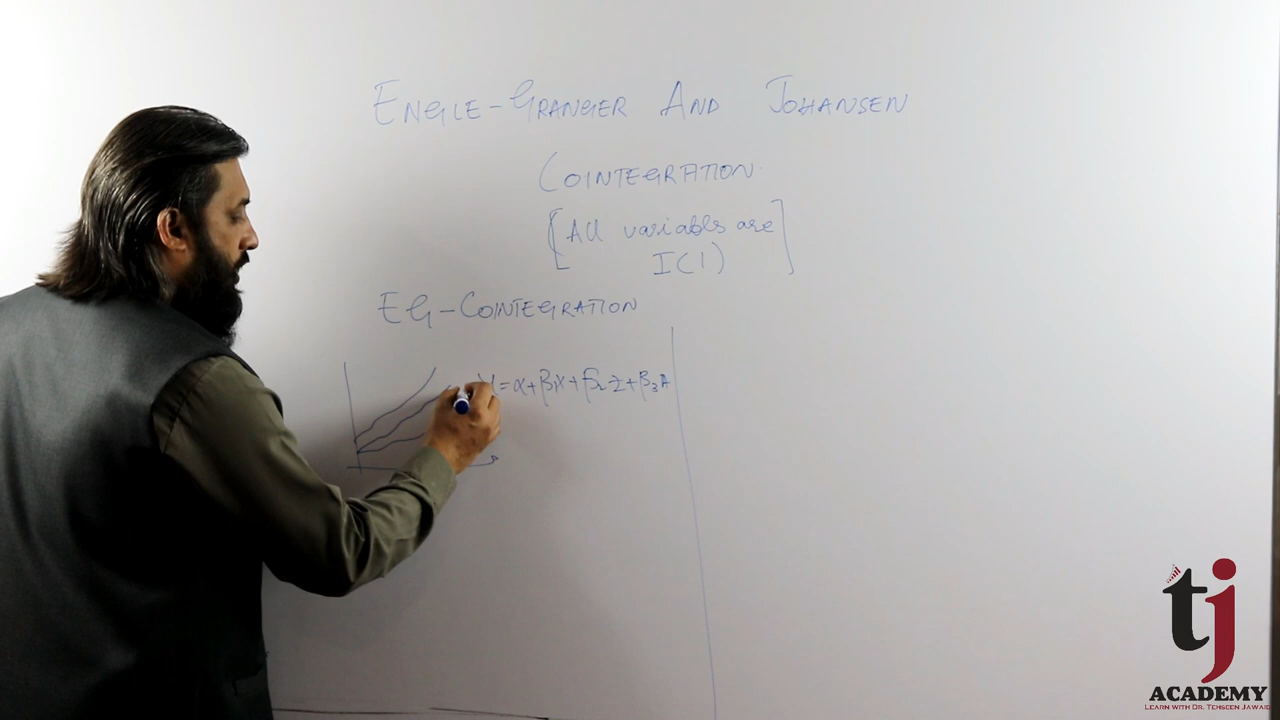 ENGLE-GRANGER AND JOHANSEN
COINTEGRATION
[All variabls are
I(1)]
EG-COINTEGRATION
Y=α+β₁X+β₂Z+β₃A
tj
ACADEMY
LEARN WITH DR. TEHSEEN JAWAID